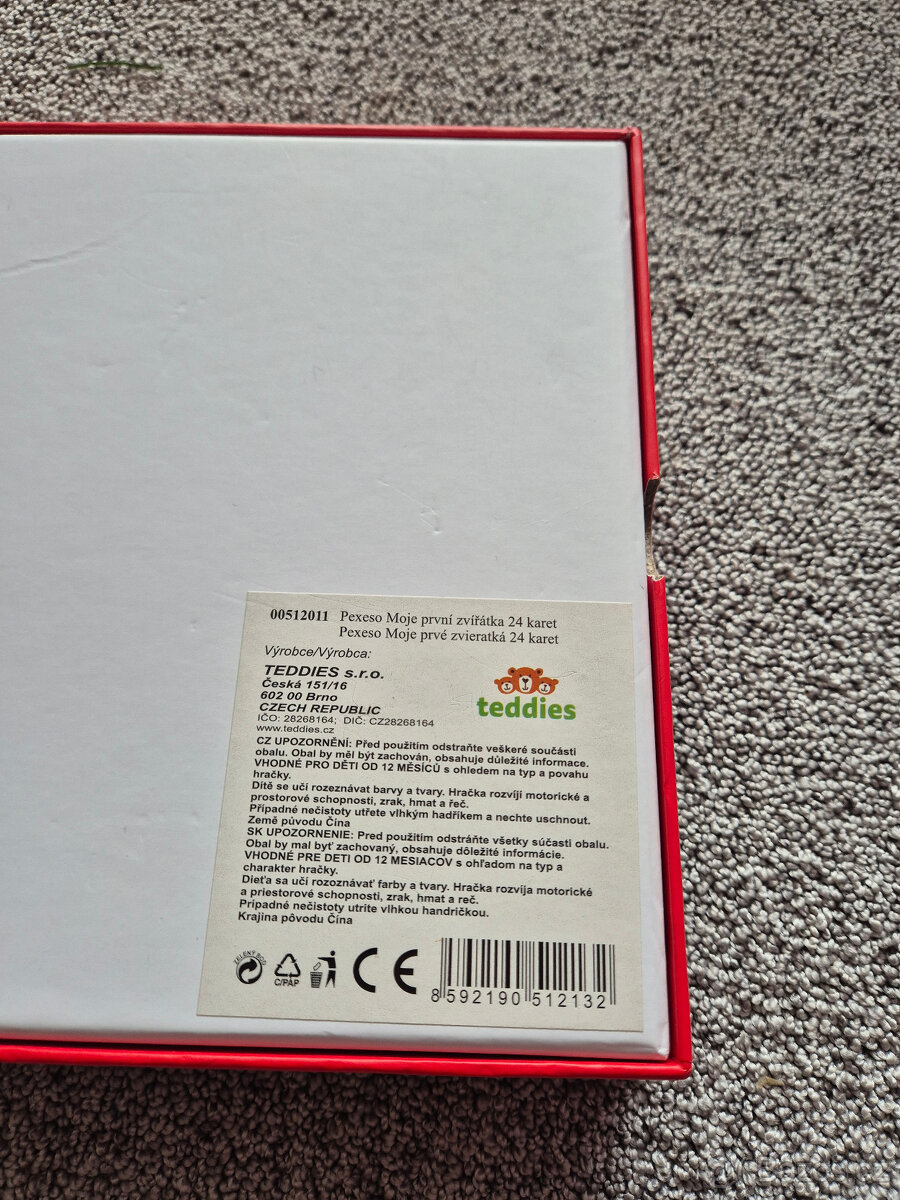 00512011 Pexeso Moje první zvířátka 24 karet
Pexeso Moje prvé zvieratká 24 karet
Výrobce/Výrobca:
TEDDIES s.r.o.
Česká 151/16
602 00 Brno
CZECH REPUBLIC
IČO: 28268164; DIČ: CZ28268164
www.teddies.cz
teddies
CZ UPOZORNĚNÍ: Před použitím odstraňte veškeré součásti
obalu. Obal by měl být zachován, obsahuje důležité informace.
VHODNÉ PRO DĚTI OD 12 MĚSÍCŮ s ohledem na typ a povahu
hračky.
Dítě se učí rozeznávat barvy a tvary. Hračka rozvíjí motorické a
prostorové schopnosti, zrak, hmat a řeč.
Případné nečistoty utřete vlhkým hadříkem a nechte uschnout.
Země původu Čína
SK UPOZORNENIE: Pred použitím odstráňte všetky súčasti obalu.
Obal by mal byť zachovaný, obsahuje dôležité informácie.
VHODNÉ PRE DETI OD 12 MESIACOV s ohľadom na typ a
charakter hračky.
Dieťa sa učí rozoznávať farby a tvary. Hračka rozvíja motorické
a priestorové schopnosti, zrak, hmat a reč.
Prípadné nečistoty utrite vlhkou handričkou.
Krajina pôvodu Čína
ZELENÝ BOD
C/PAP
CE
8 592190 512132